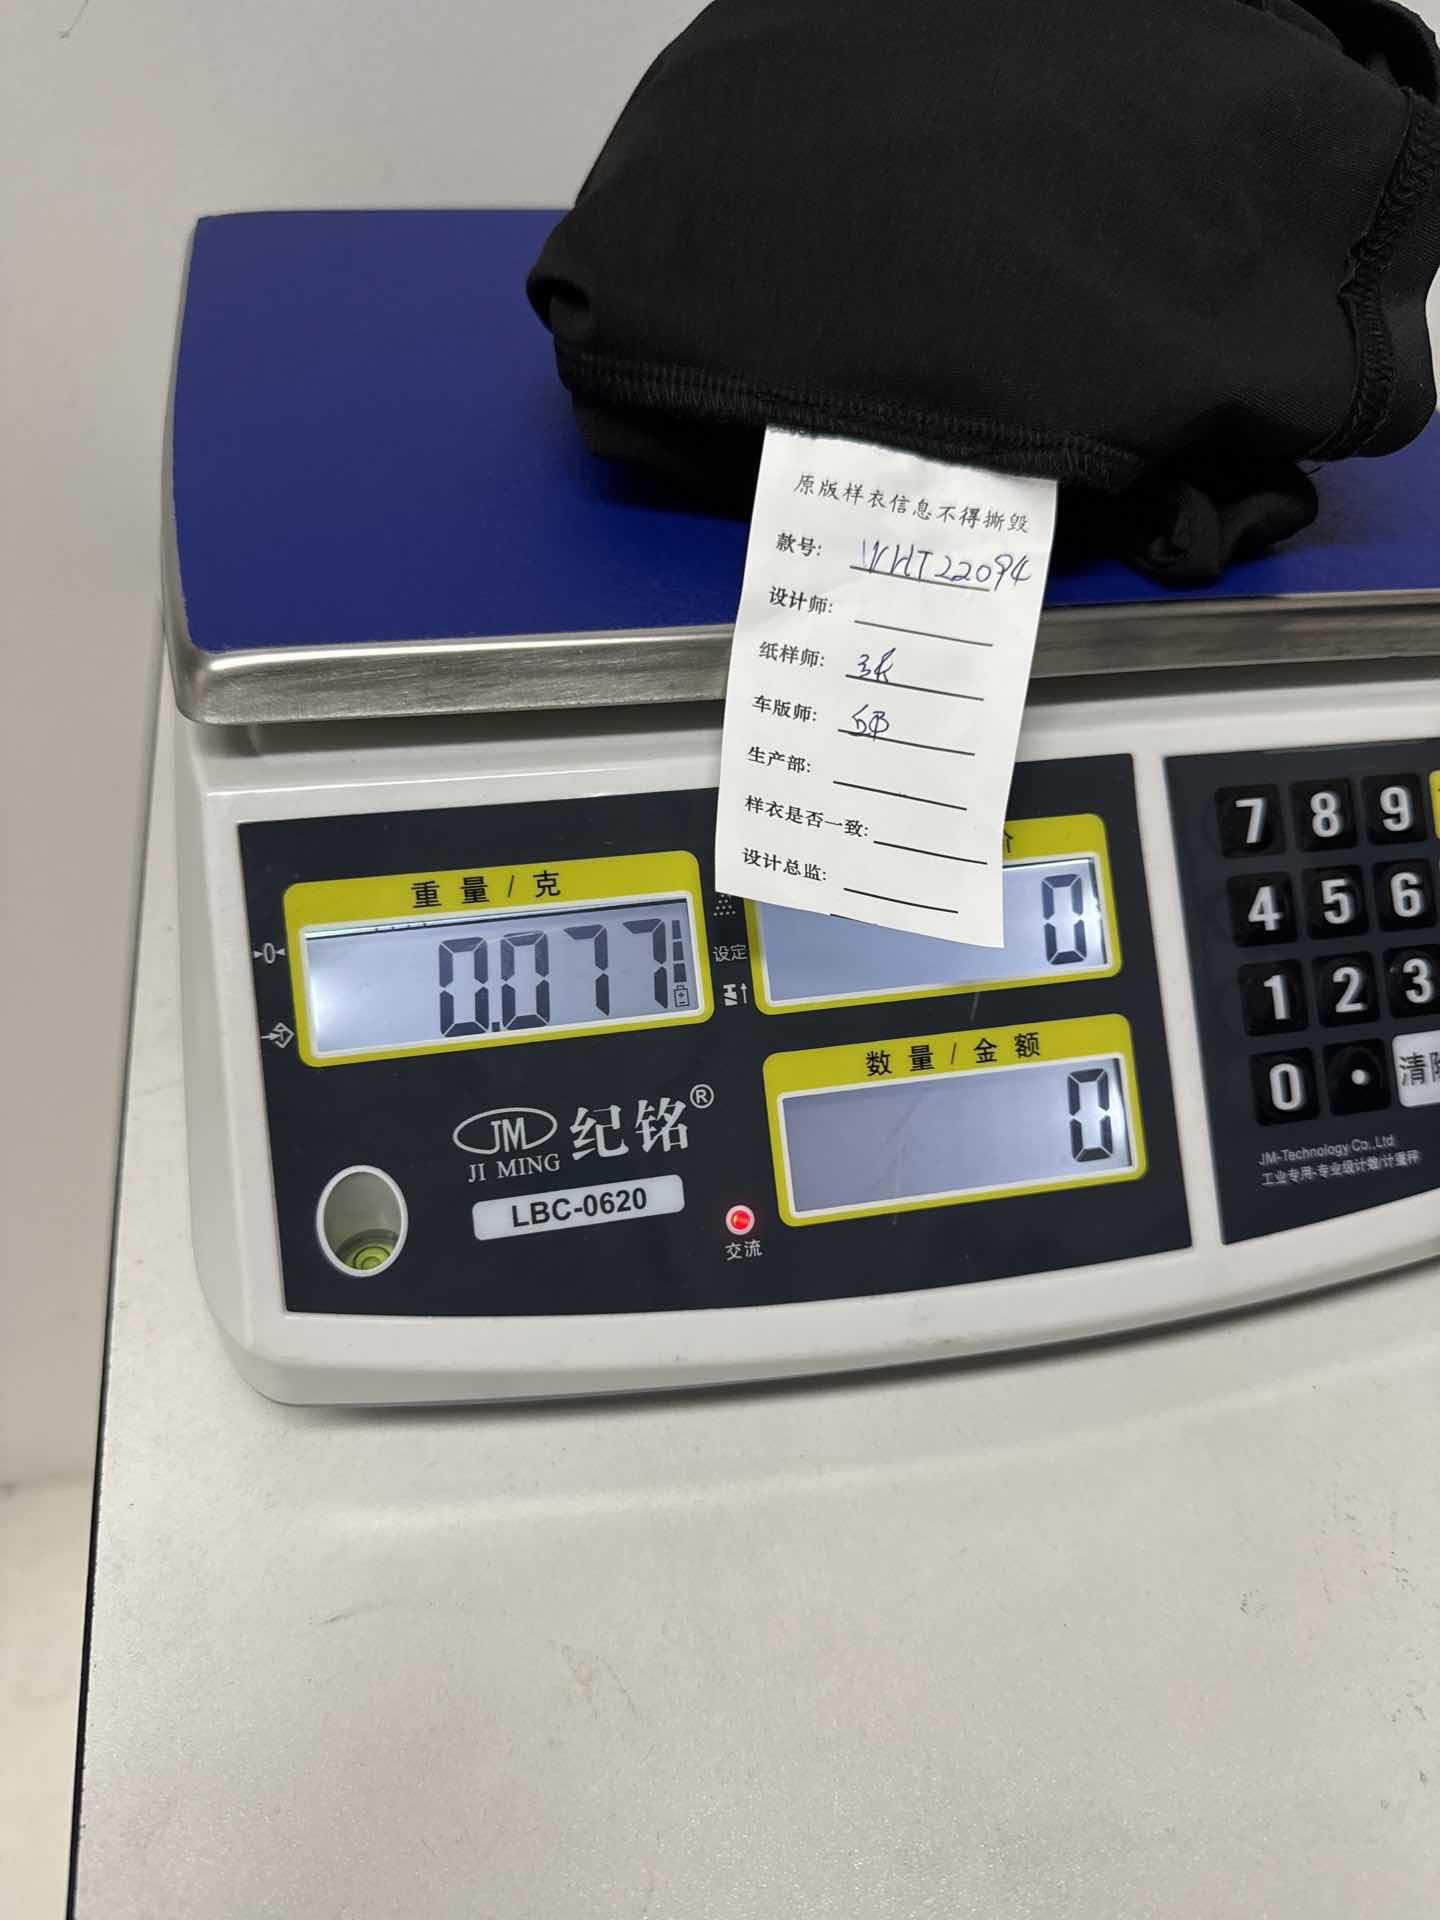 原版样衣信息不得撕毁
款号: WHT22094
设计师:
纸样师:
车版师:
生产部:
样衣是否一致:
设计总监:
重量/克
0.077
设定
价
0
数量/金额
0
JM 纪铭®
JI MING
LBC-0620
交流
7 8 9
4 5 6
1 2 3
0 . 清
JM-Technology Co.,Ltd
工业专用·专业级计数/计重秤